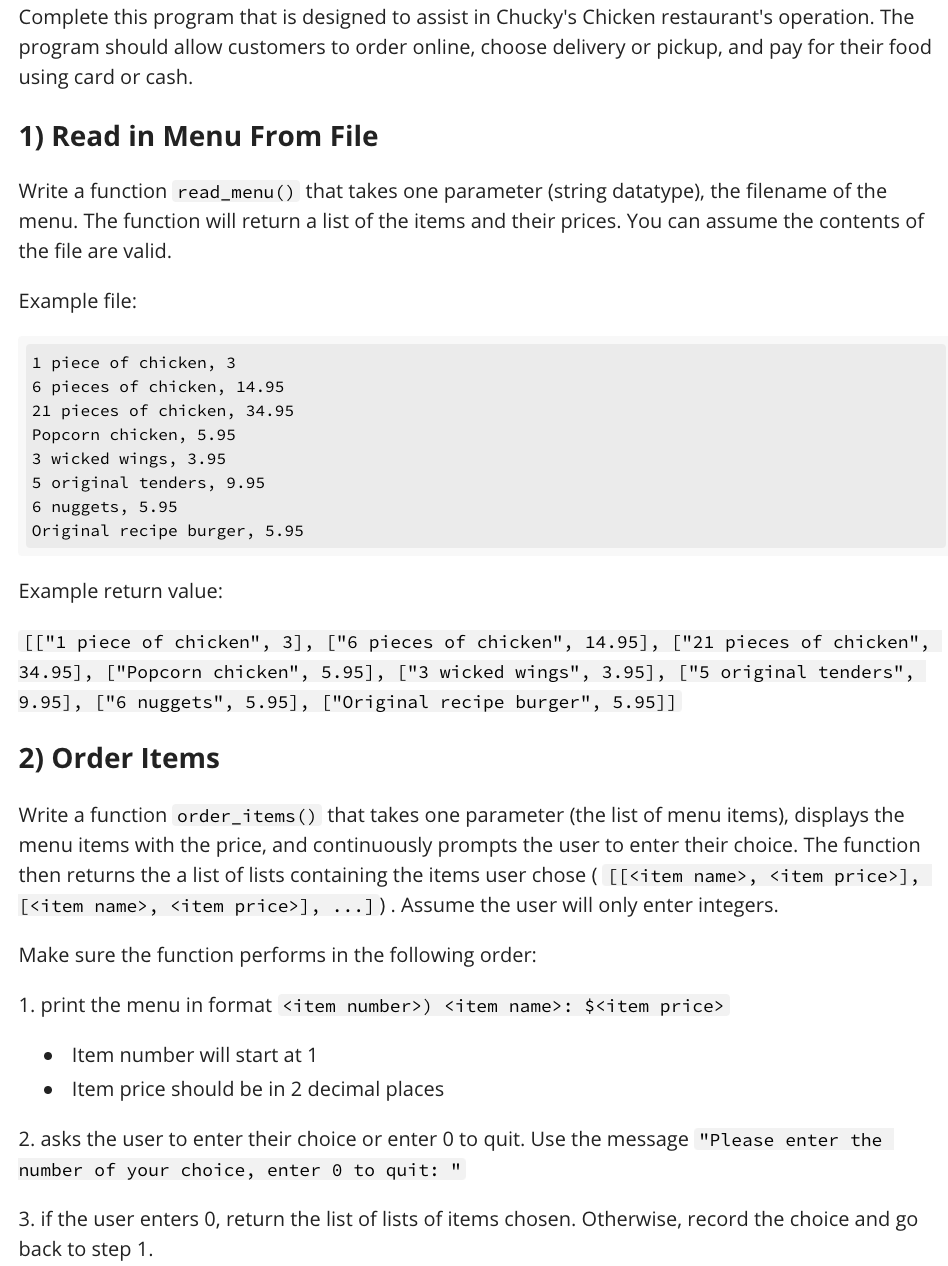 Complete this program that is designed to assist in Chucky's Chicken restaurant's operation. The
program should allow customers to order online, choose delivery or pickup, and pay for their food
using card or cash.
1) Read in Menu From File
Write a function read_menu() that takes one parameter (string datatype), the filename of the
menu. The function will return a list of the items and their prices. You can assume the contents of
the file are valid.
Example file:
1 piece of chicken, 3
6 pieces of chicken, 14.95
21 pieces of chicken, 34.95
Popcorn chicken, 5.95
3 wicked wings, 3.95
5 original tenders, 9.95
6 nuggets, 5.95
Original recipe burger, 5.95
Example return value:
[["1 piece of chicken", 3], ["6 pieces of chicken", 14.95], ["21 pieces of chicken",
34.95], ["Popcorn chicken", 5.95], ["3 wicked wings", 3.95], ["5 original tenders",
9.95], ["6 nuggets", 5.95], ["Original recipe burger", 5.95]]
2) Order Items
Write a function order_items() that takes one parameter (the list of menu items), displays the
menu items with the price, and continuously prompts the user to enter their choice. The function
then returns the a list of lists containing the items user chose ( [[<item name>, <item price>],
[<item name>, <item price>], ...]). Assume the user will only enter integers.
Make sure the function performs in the following order:
1. print the menu in format <item number>) <item name>: $<item price>
• Item number will start at 1
• Item price should be in 2 decimal places
2. asks the user to enter their choice or enter 0 to quit. Use the message "Please enter the
number of your choice, enter 0 to quit: "
3. if the user enters 0, return the list of lists of items chosen. Otherwise, record the choice and go
back to step 1.